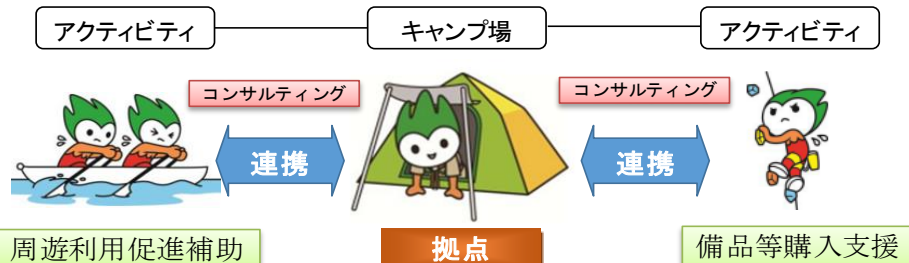 アクティビティ
キャンプ場
アクティビティ
コンサルティング
コンサルティング
連携
連携
周遊利用促進補助
拠点
備品等購入支援